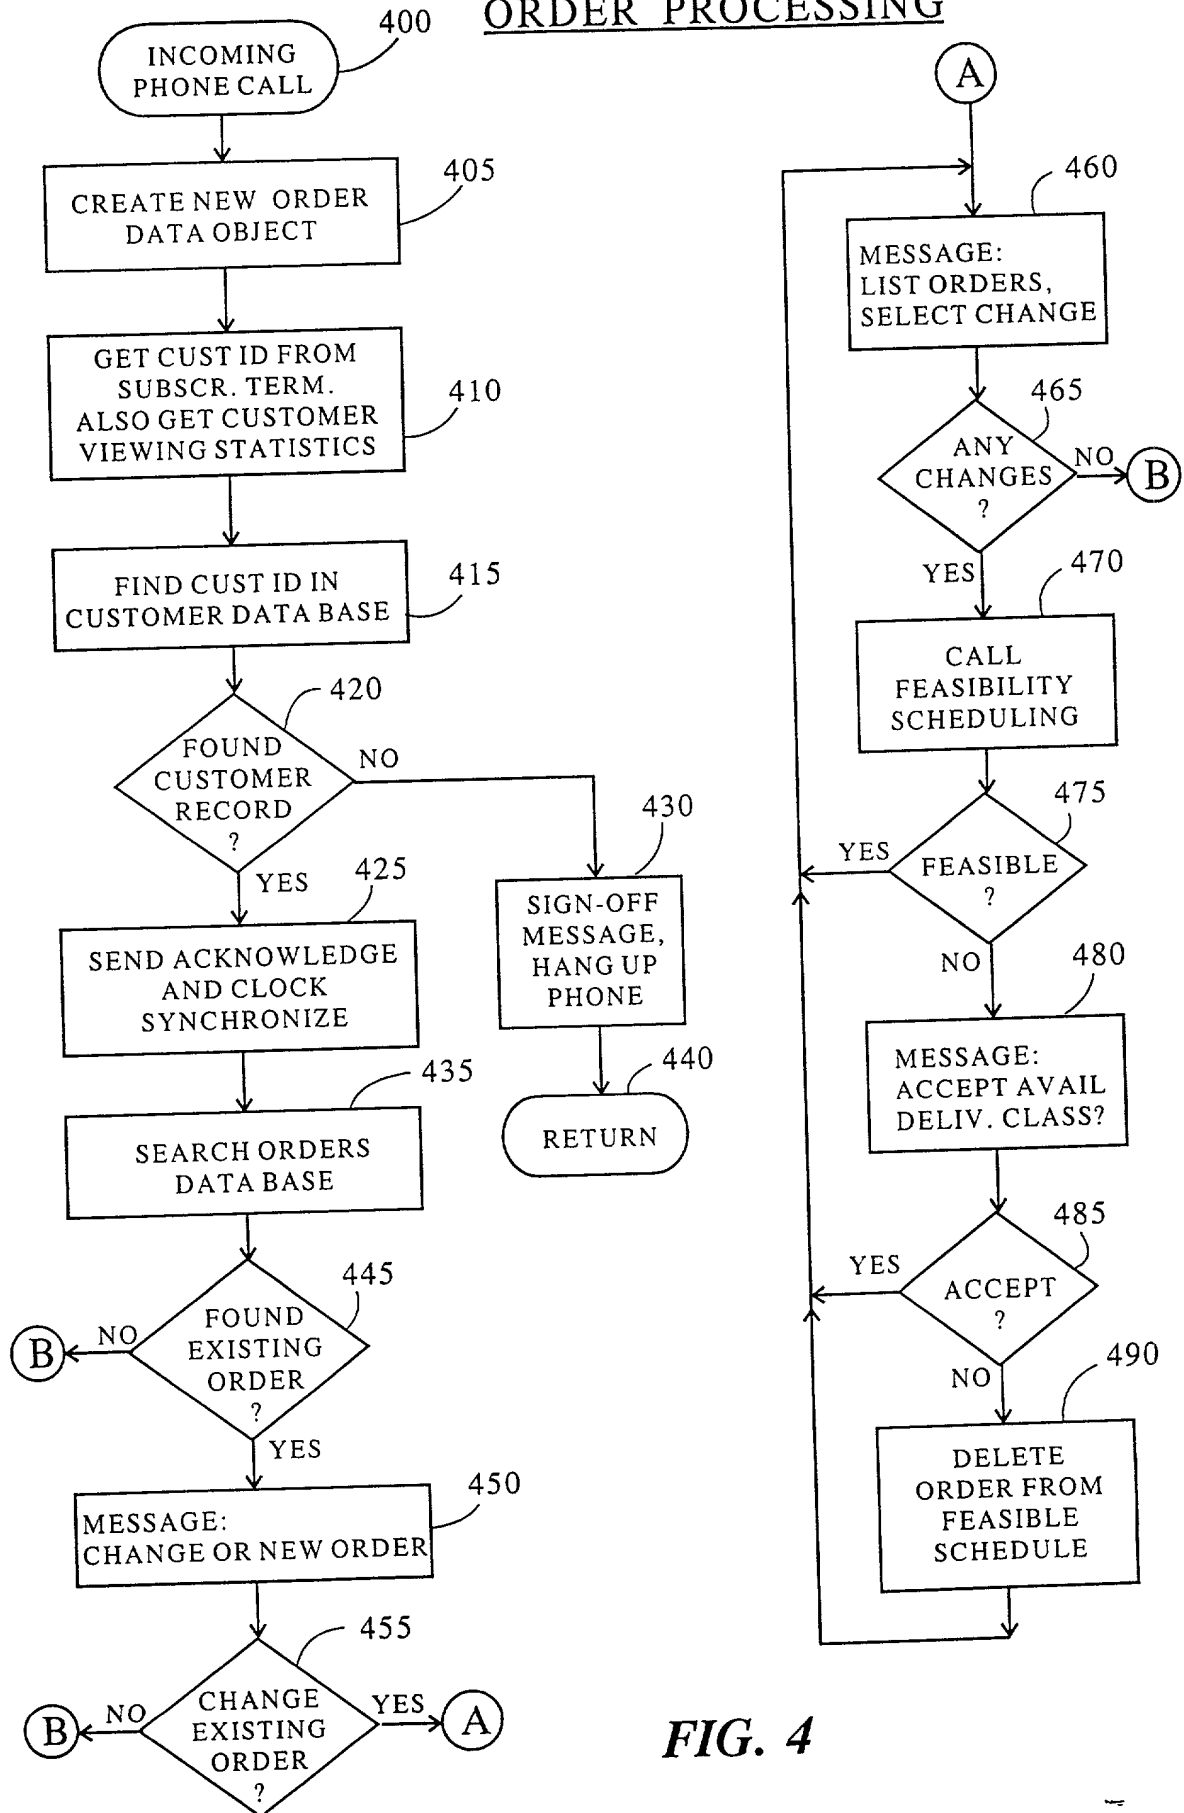 ORDER PROCESSING
400
INCOMING
PHONE CALL
405
CREATE NEW ORDER
DATA OBJECT
410
GET CUST ID FROM
SUBSCR. TERM.
ALSO GET CUSTOMER
VIEWING STATISTICS
415
FIND CUST ID IN
CUSTOMER DATA BASE
420
FOUND
CUSTOMER
RECORD
?
NO
YES
425
SEND ACKNOWLEDGE
AND CLOCK
SYNCHRONIZE
430
SIGN-OFF
MESSAGE,
HANG UP
PHONE
440
RETURN
435
SEARCH ORDERS
DATA BASE
445
FOUND
EXISTING
ORDER
?
NO
B
YES
450
MESSAGE:
CHANGE OR NEW ORDER
455
CHANGE
EXISTING
ORDER
?
NO
B
YES
A
A
460
MESSAGE:
LIST ORDERS,
SELECT CHANGE
465
ANY
CHANGES
?
NO
B
YES
470
CALL
FEASIBILITY
SCHEDULING
475
FEASIBLE
?
YES
NO
480
MESSAGE:
ACCEPT AVAIL
DELIV. CLASS?
485
ACCEPT
?
YES
NO
490
DELETE
ORDER FROM
FEASIBLE
SCHEDULE
FIG. 4